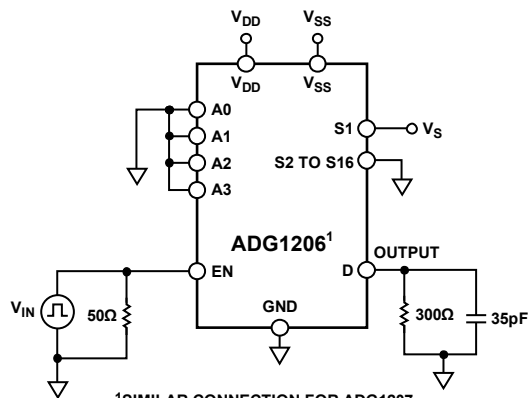 VDD VSS
VDD VSS
A0
A1
A2
A3
S1 VS
S2 TO S16
ADG1206¹
OUTPUT
EN D
VIN 50Ω
GND
300Ω 35pF
¹SIMILAR CONNECTION FOR ADG1207